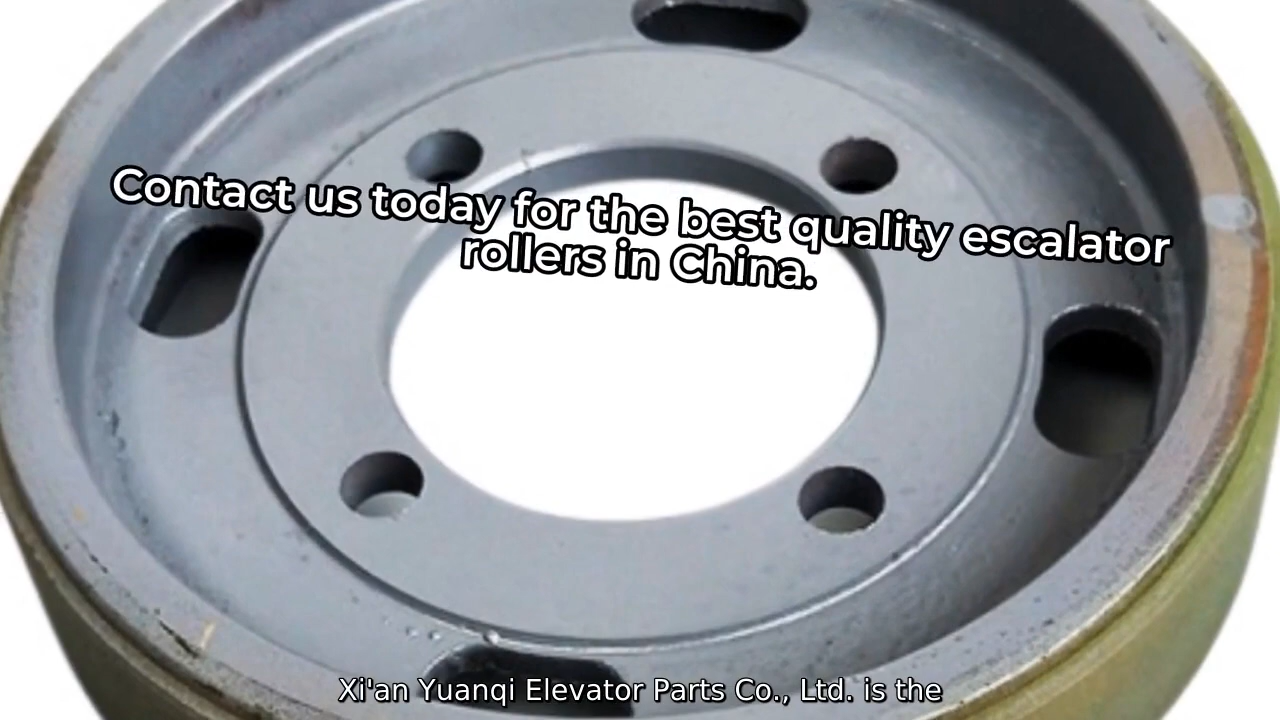 Contact us today for the best quality escalator
rollers in China.
Xi'an Yuanqi Elevator Parts Co., Ltd. is the